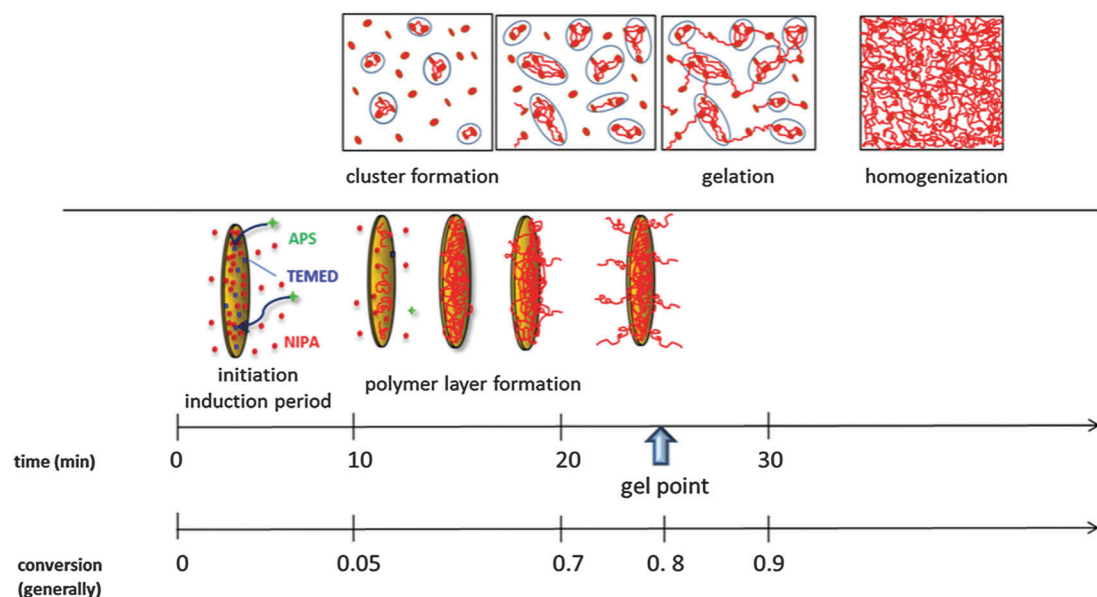 cluster formation
gelation
homogenization
APS
TEMED
NIPA
initiation
induction period
polymer layer formation
time (min)
0
10
20
30
gel point
conversion
(generally)
0
0.05
0.7
0. 8
0.9